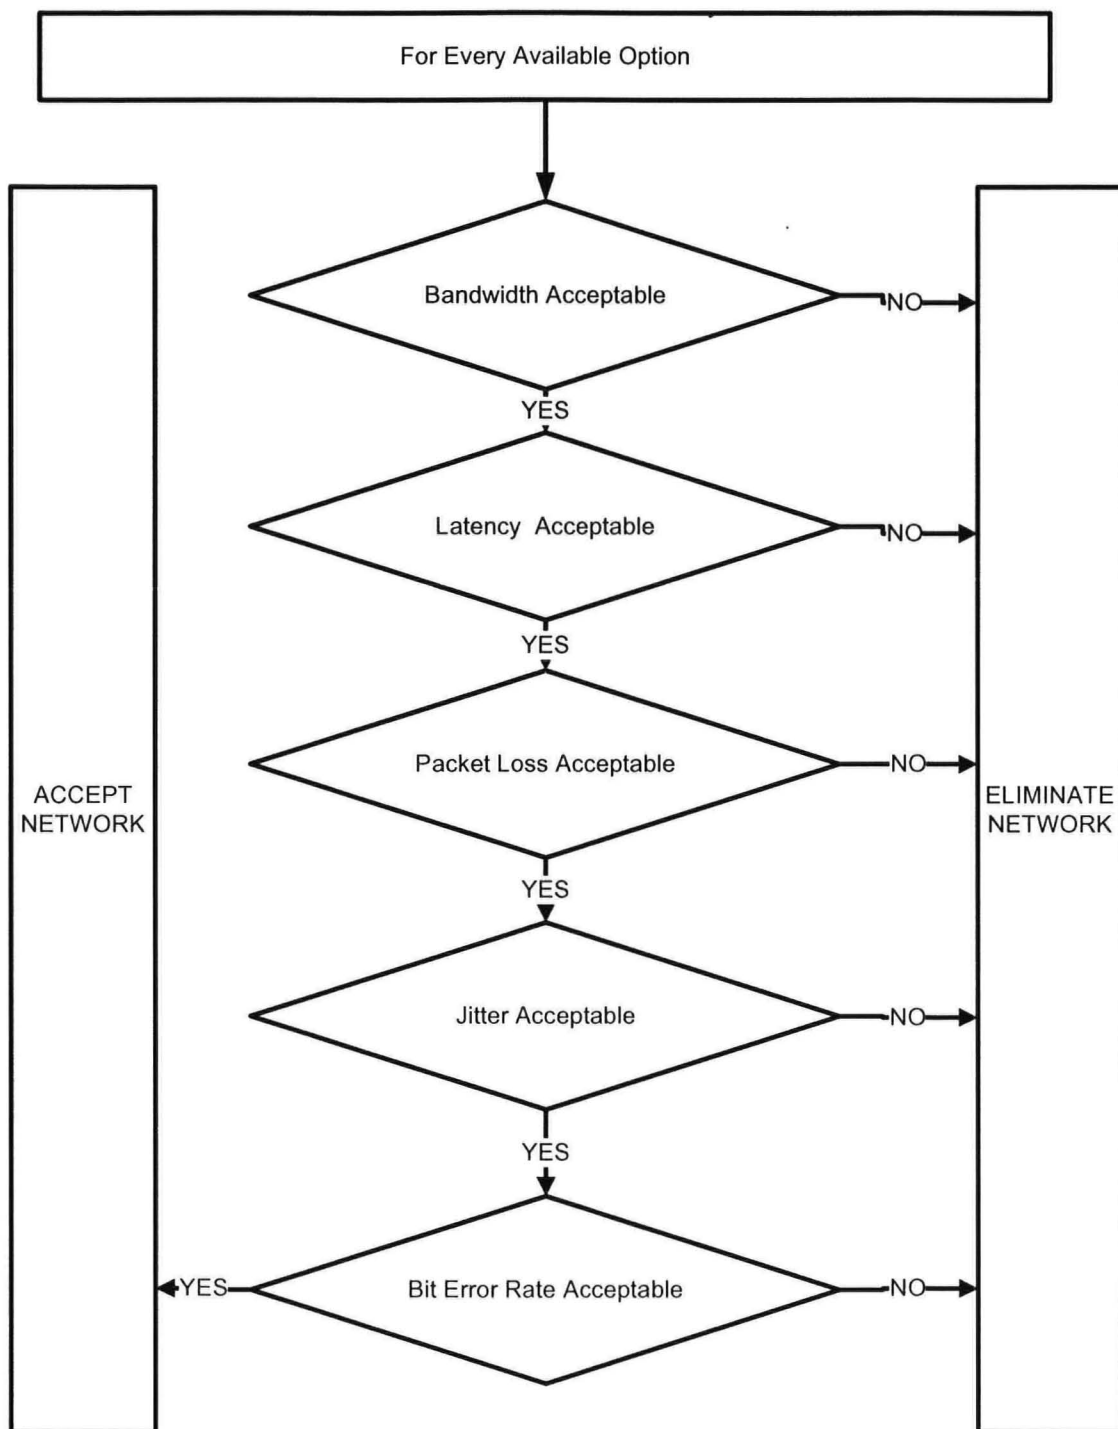 For Every Available Option
Bandwidth Acceptable
NO
YES
Latency Acceptable
NO
YES
Packet Loss Acceptable
NO
ACCEPT
NETWORK
ELIMINATE
NETWORK
YES
Jitter Acceptable
NO
YES
YES
Bit Error Rate Acceptable
NO